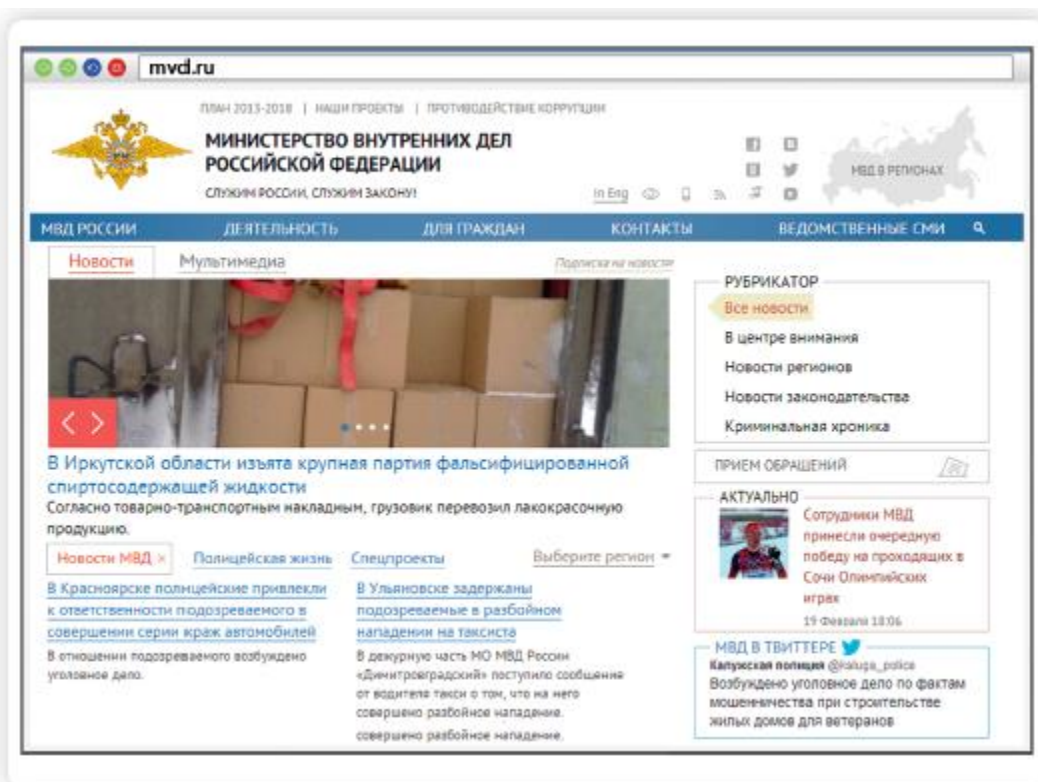 mvd.ru
ПЛАН 2013-2018 | НАШИ ПРОЕКТЫ | ПРОТИВОДЕЙСТВИЕ КОРРУПЦИИ
МИНИСТЕРСТВО ВНУТРЕННИХ ДЕЛ
РОССИЙСКОЙ ФЕДЕРАЦИИ
СЛУЖИМ РОССИИ, СЛУЖИМ ЗАКОНУ!
In Eng
МВД В РЕГИОНАХ
МВД РОССИИ ДЕЯТЕЛЬНОСТЬ ДЛЯ ГРАЖДАН КОНТАКТЫ ВЕДОМСТВЕННЫЕ СМИ
Новости Мультимедиа Подписка на новости
В Иркутской области изъята крупная партия фальсифицированной
спиртосодержащей жидкости
Согласно товарно-транспортным накладным, грузовик перевозил лакокрасочную
продукцию.
Новости МВД × Полицейская жизнь Спецпроекты Выберите регион
В Красноярске полицейские привлекли
к ответственности подозреваемого в
совершении серии краж автомобилей
В отношении подозреваемого возбуждено
уголовное дело.
В Ульяновске задержаны
подозреваемые в разбойном
нападении на таксиста
В дежурную часть МО МВД России
«Димитровградский» поступило сообщение
от водителя такси о том, что на него
совершено разбойное нападение.
совершено разбойное нападение.
РУБРИКАТОР
Все новости
В центре внимания
Новости регионов
Новости законодательства
Криминальная хроника
ПРИЕМ ОБРАЩЕНИЙ
АКТУАЛЬНО
Сотрудники МВД
принесли очередную
победу на проходящих в
Сочи Олимпийских
играх
19 Февраля 18:06
МВД В ТВИТТЕРЕ
Калужская полиция @kaluga_police
Возбуждено уголовное дело по фактам
мошенничества при строительстве
жилых домов для ветеранов